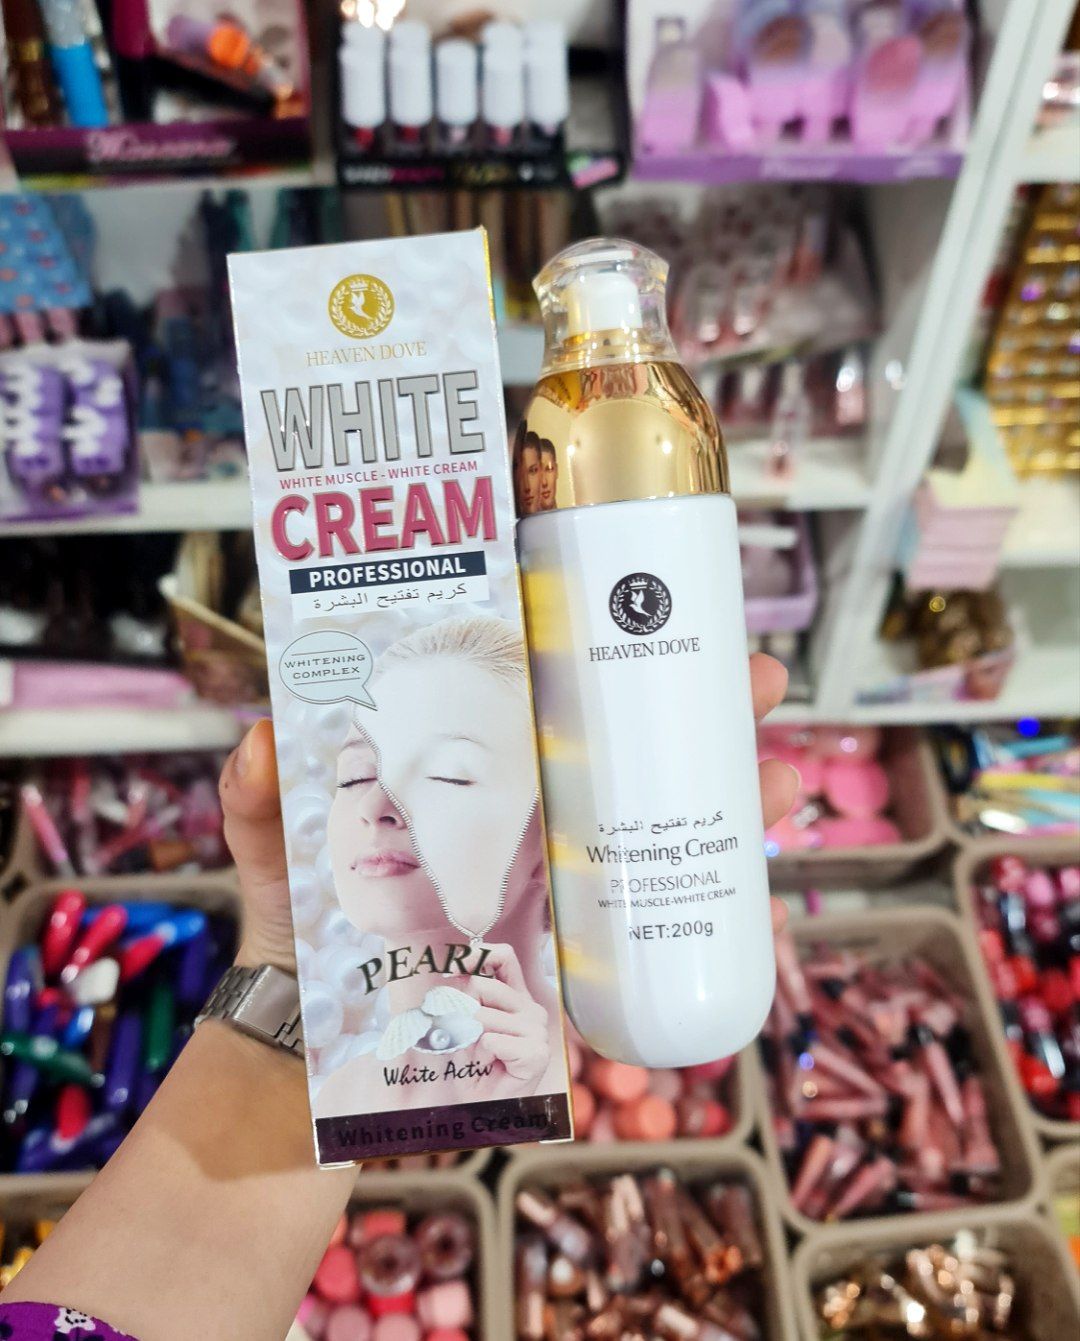 HEAVEN DOVE
WHITE
WHITE MUSCLE - WHITE CREAM
CREAM
PROFESSIONAL
كريم تفتيح البشرة
WHITENING
COMPLEX
PEARL
White Activ
Whitening Cream
HEAVEN DOVE
كريم تفتيح البشرة
Whitening Cream
PROFESSIONAL
WHITE MUSCLE-WHITE CREAM
NET:200g